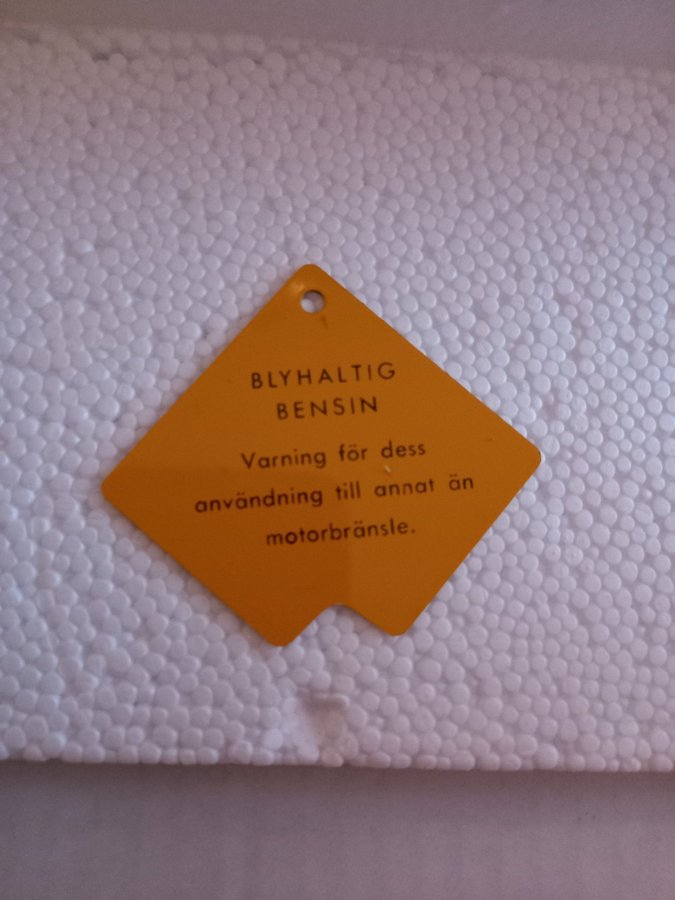 BLYHALTIG
BENSIN
Varning för dess
användning till annat än
motorbränsle.